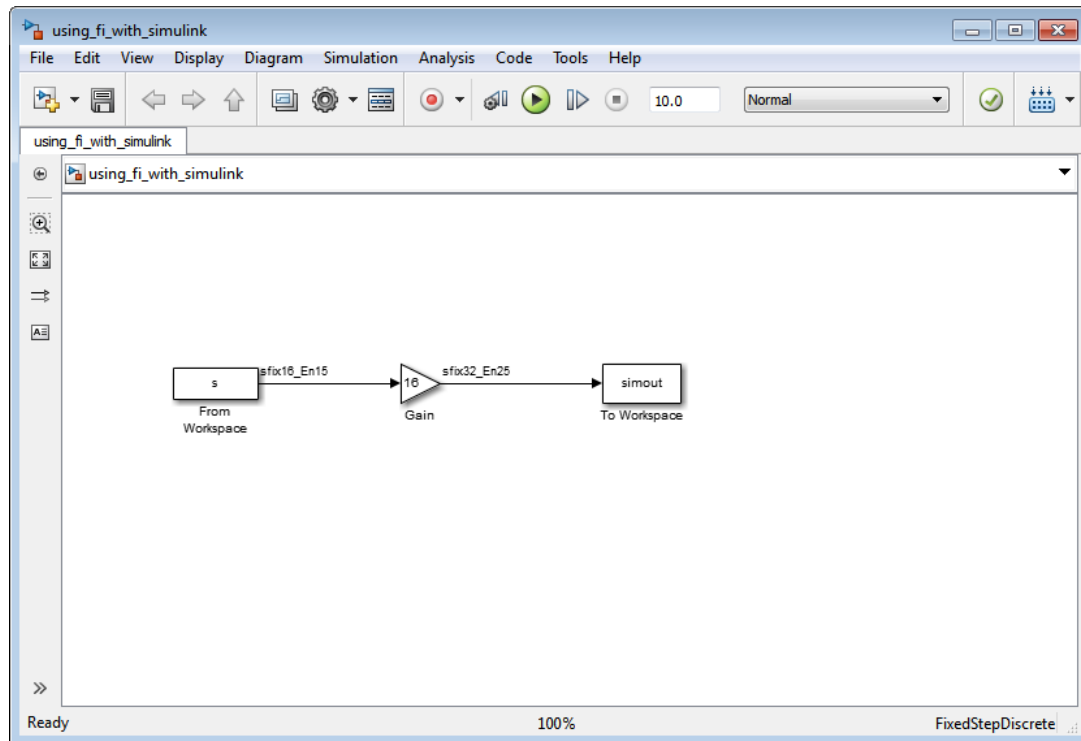 using_fi_with_simulink
File Edit View Display Diagram Simulation Analysis Code Tools Help
10.0 Normal
using_fi_with_simulink
using_fi_with_simulink
s sfix16_En15 16 sfix32_En25 simout
From Gain To Workspace
Workspace
Ready 100% FixedStepDiscrete